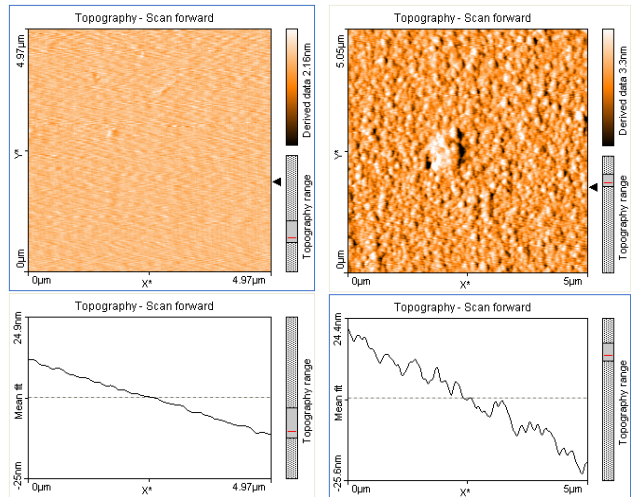 Topography - Scan forward
4.97µm
Y*
0µm
0µm
X*
4.97µm
Derived data 2.16nm
Topography range
Topography - Scan forward
5.05µm
Y*
0µm
0µm
X*
5µm
Derived data 3.3nm
Topography range
Topography - Scan forward
24.9nm
Mean fit
-25nm
0µm
X*
4.97µm
Topography range
Topography - Scan forward
24.4nm
Mean fit
-25.6nm
0µm
X*
5µm
Topography range